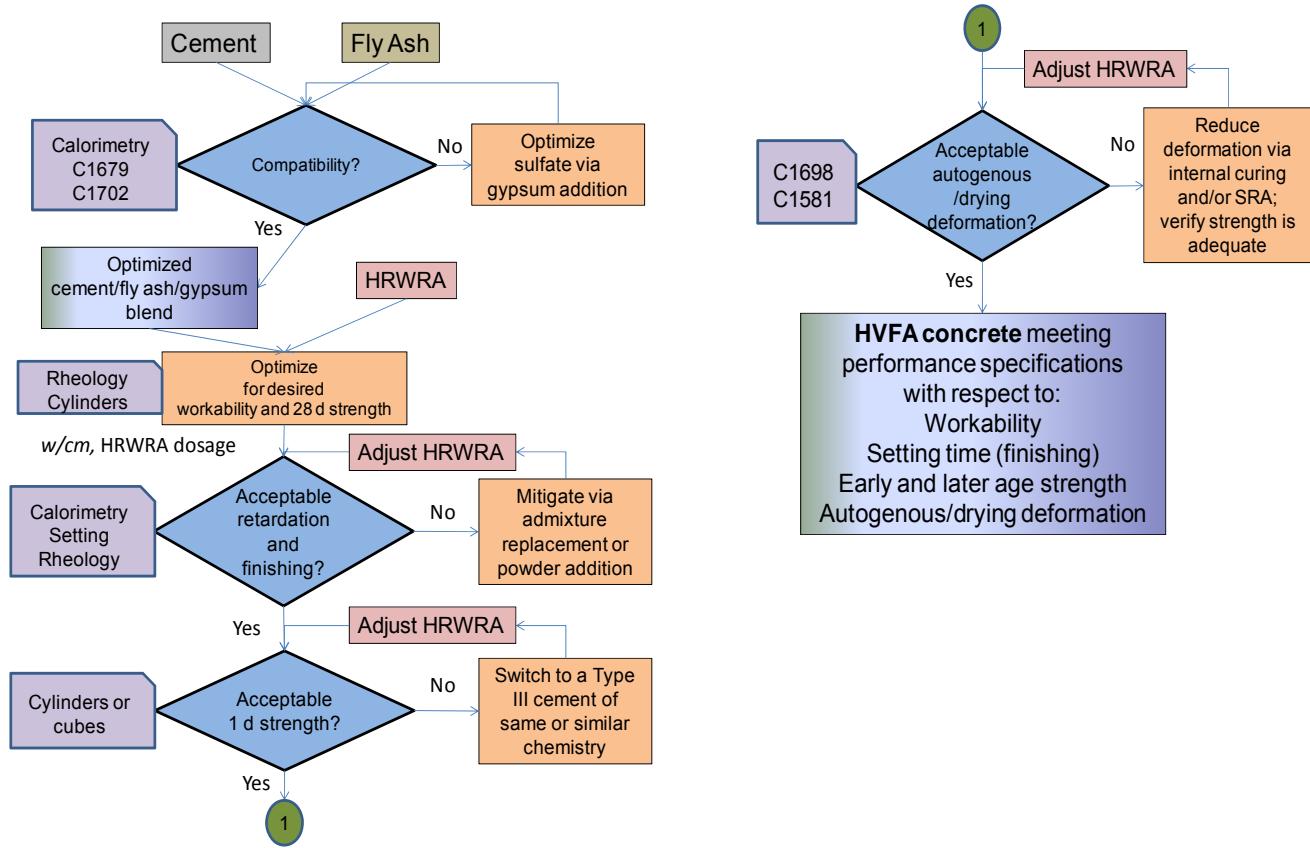 Cement
Fly Ash
Calorimetry
C1679
C1702
Compatibility?
No
Optimize
sulfate via
gypsum addition
Yes
Optimized
cement/fly ash/gypsum
blend
HRWRA
Rheology
Cylinders
Optimize
for desired
workability and 28 d strength
w/cm, HRWRA dosage
Adjust HRWRA
Calorimetry
Setting
Rheology
Acceptable
retardation
and
finishing?
No
Mitigate via
admixture
replacement or
powder addition
Yes
Adjust HRWRA
Cylinders or
cubes
Acceptable
1 d strength?
No
Switch to a Type
III cement of
same or similar
chemistry
Yes
1
1
Adjust HRWRA
C1698
C1581
Acceptable
autogenous
/drying
deformation?
No
Reduce
deformation via
internal curing
and/or SRA;
verify strength is
adequate
Yes
HVFA concrete meeting
performance specifications
with respect to:
Workability
Setting time (finishing)
Early and later age strength
Autogenous/drying deformation